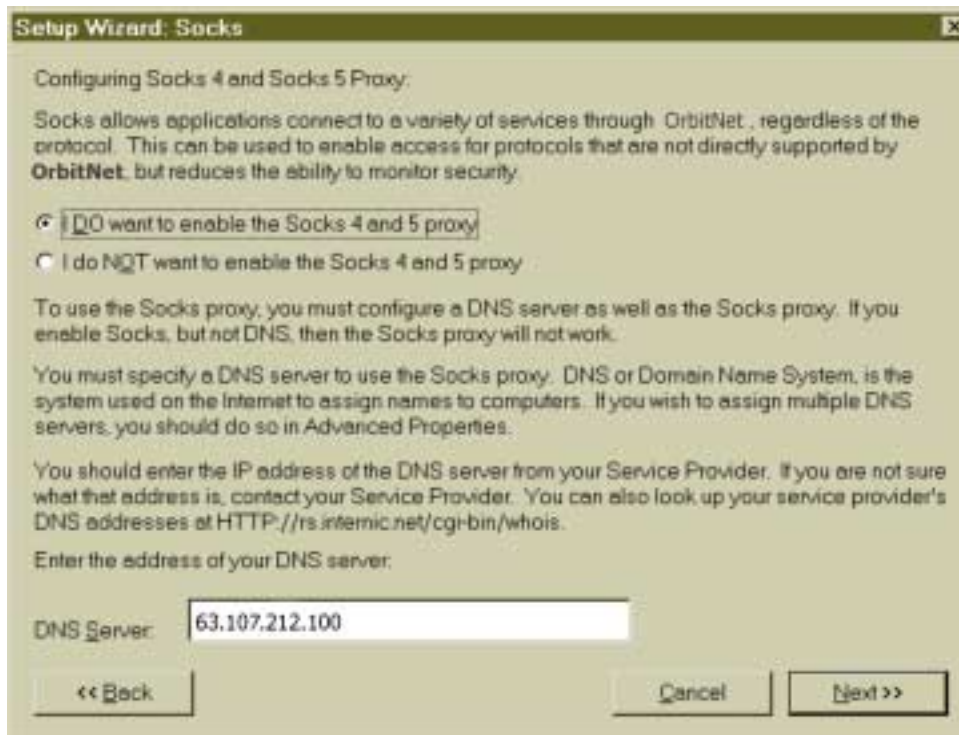 Setup Wizard: Socks
Configuring Socks 4 and Socks 5 Proxy:
Socks allows applications connect to a variety of services through OrbitNet , regardless of the
protocol. This can be used to enable access for protocols that are not directly supported by
OrbitNet, but reduces the ability to monitor security.
I DO want to enable the Socks 4 and 5 proxy
I do NOT want to enable the Socks 4 and 5 proxy
To use the Socks proxy, you must configure a DNS server as well as the Socks proxy. If you
enable Socks, but not DNS, then the Socks proxy will not work.
You must specify a DNS server to use the Socks proxy. DNS or Domain Name System, is the
system used on the Internet to assign names to computers. If you wish to assign multiple DNS
servers, you should do so in Advanced Properties.
You should enter the IP address of the DNS server from your Service Provider. If you are not sure
what that address is, contact your Service Provider. You can also look up your service provider's
DNS addresses at HTTP://rs.internic.net/cgi-bin/whois.
Enter the address of your DNS server:
DNS Server: 63.107.212.100
<< Back Cancel Next >>